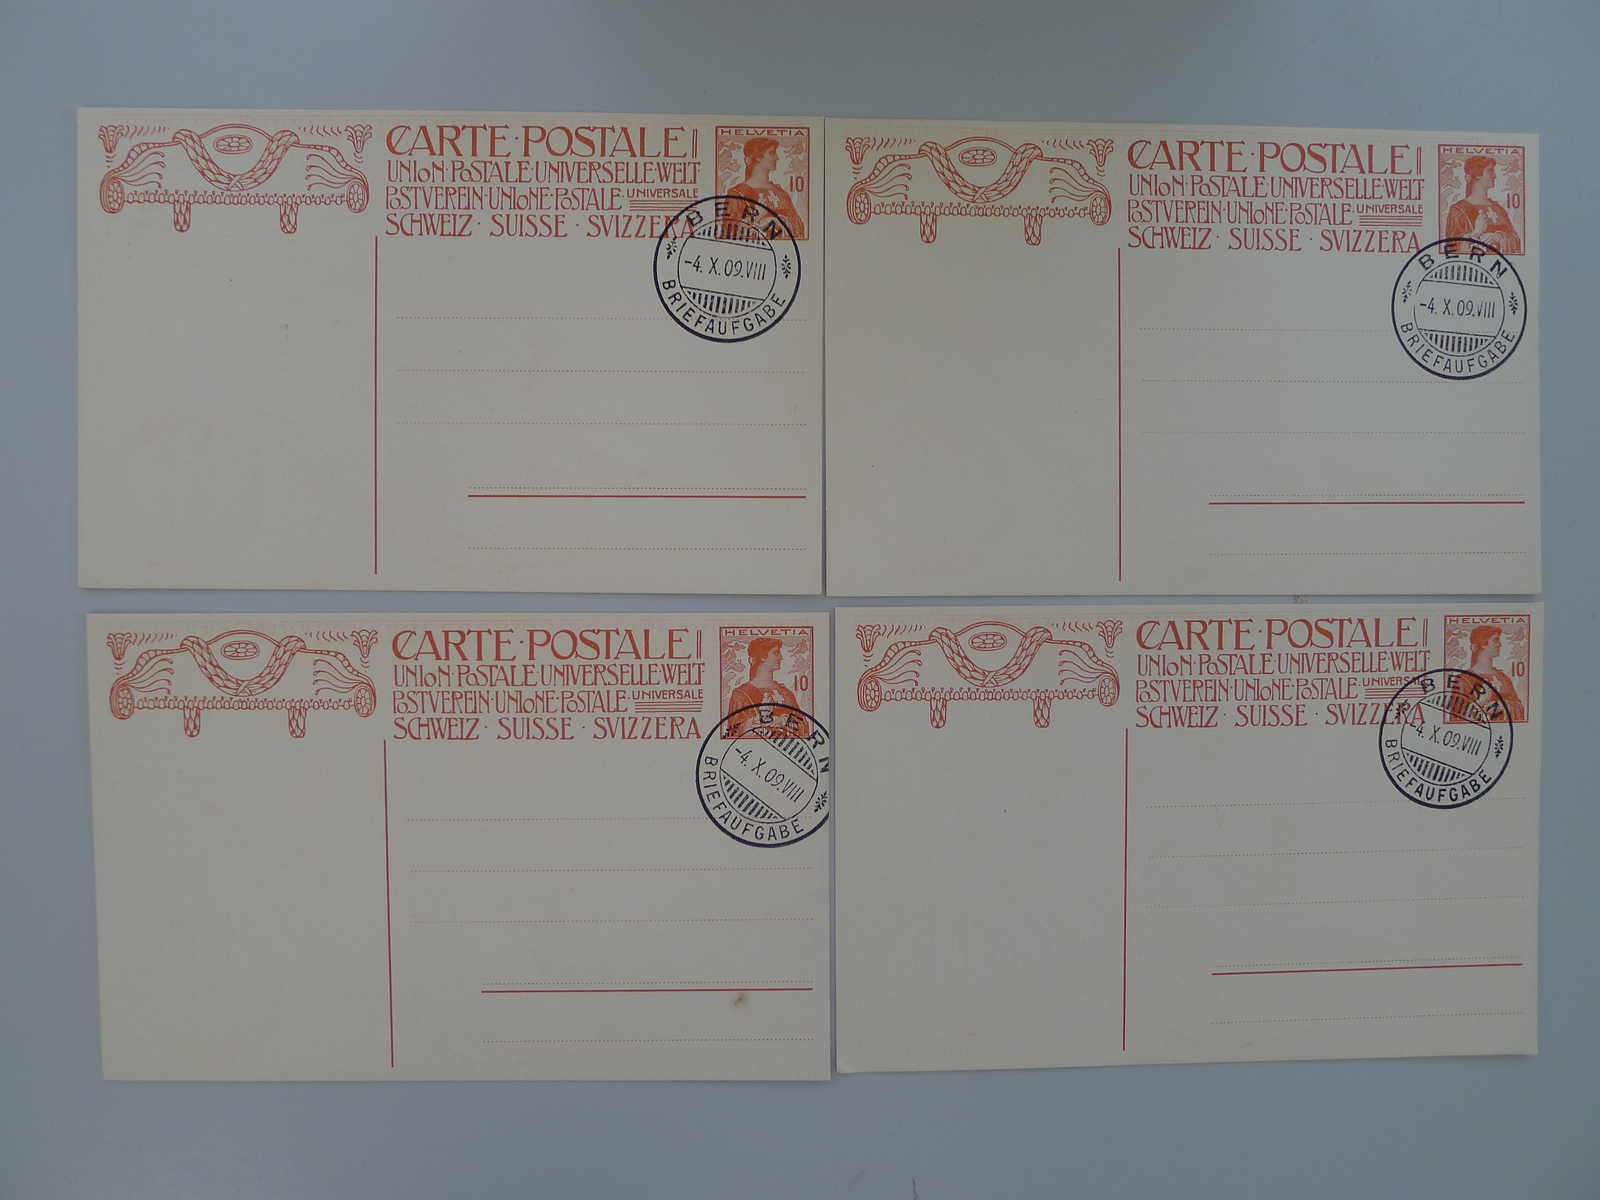 CARTE·POSTALE
HELVETIA
UNION·POSTALE·UNIVERSELLE·WELT
POSTVEREIN·UNIONE·POSTALE·UNIVERSALE
10
SCHWEIZ · SUISSE · SVIZZERA
BERN
-4. X. 09.VIII
BRIEFAUFGABE
CARTE·POSTALE
HELVETIA
UNION·POSTALE·UNIVERSELLE·WELT
POSTVEREIN·UNIONE·POSTALE·UNIVERSALE
10
SCHWEIZ · SUISSE · SVIZZERA
BERN
-4. X. 09.VIII
BRIEFAUFGABE
CARTE·POSTALE
HELVETIA
UNION·POSTALE·UNIVERSELLE·WELT
POSTVEREIN·UNIONE·POSTALE·UNIVERSALE
10
SCHWEIZ · SUISSE · SVIZZERA
BERN
-4. X. 09.VIII
BRIEFAUFGABE
CARTE·POSTALE
HELVETIA
UNION·POSTALE·UNIVERSELLE·WELT
POSTVEREIN·UNIONE·POSTALE·UNIVERSALE
10
SCHWEIZ · SUISSE · SVIZZERA
BERN
-4. X. 09.VIII
BRIEFAUFGABE